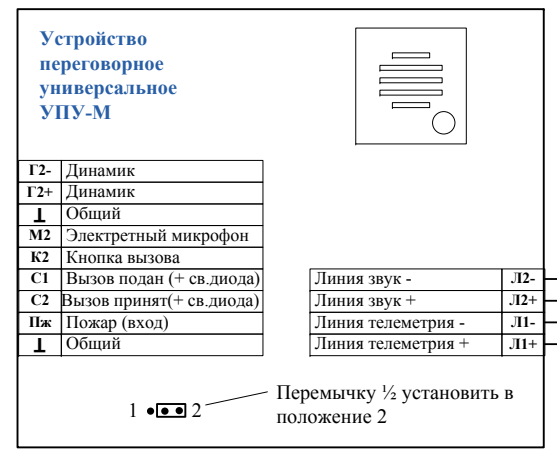 Устройство
переговорное
универсальное
УПУ-М
Г2- Динамик
Г2+ Динамик
⊥ Общий
М2 Электретный микрофон
К2 Кнопка вызова
С1 Вызов подан (+ св.диода)
С2 Вызов принят(+ св.диода)
Пж Пожар (вход)
⊥ Общий
Линия звук - Л2-
Линия звук + Л2+
Линия телеметрия - Л1-
Линия телеметрия + Л1+
1 2
Перемычку ½ установить в
положение 2